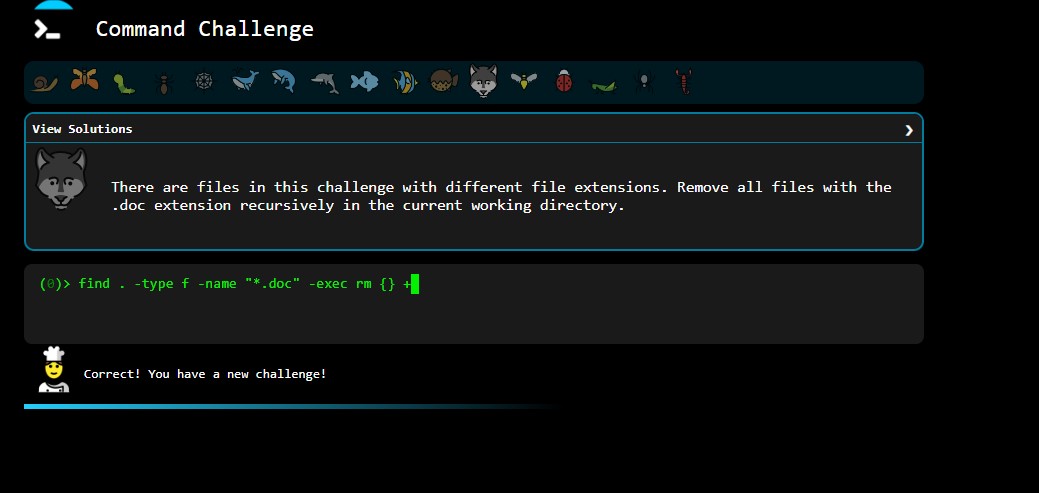 Command Challenge
View Solutions
There are files in this challenge with different file extensions. Remove all files with the
.doc extension recursively in the current working directory.
(0)> find . -type f -name "*.doc" -exec rm {} +
Correct! You have a new challenge!